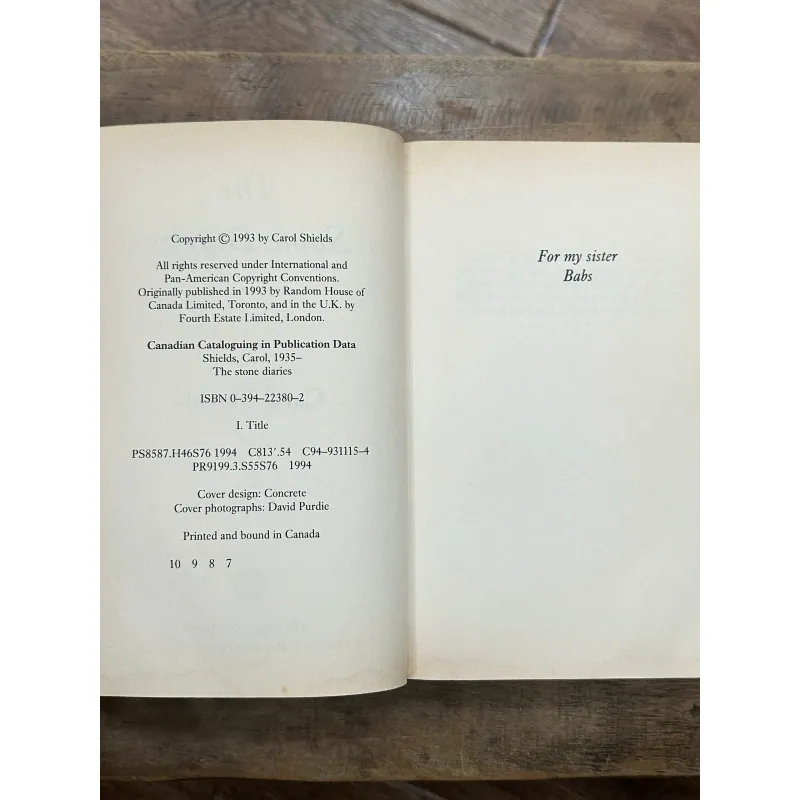 Copyright © 1993 by Carol Shields
All rights reserved under International and
Pan-American Copyright Conventions.
Originally published in 1993 by Random House of
Canada Limited, Toronto, and in the U.K. by
Fourth Estate Limited, London.
Canadian Cataloguing in Publication Data
Shields, Carol, 1935–
The stone diaries
ISBN 0–394–22380–2
I. Title
PS8587.H46S76 1994 C813'.54 C94–931115–4
PR9199.3.S55S76 1994
Cover design: Concrete
Cover photographs: David Purdie
Printed and bound in Canada
10 9 8 7
For my sister
Babs